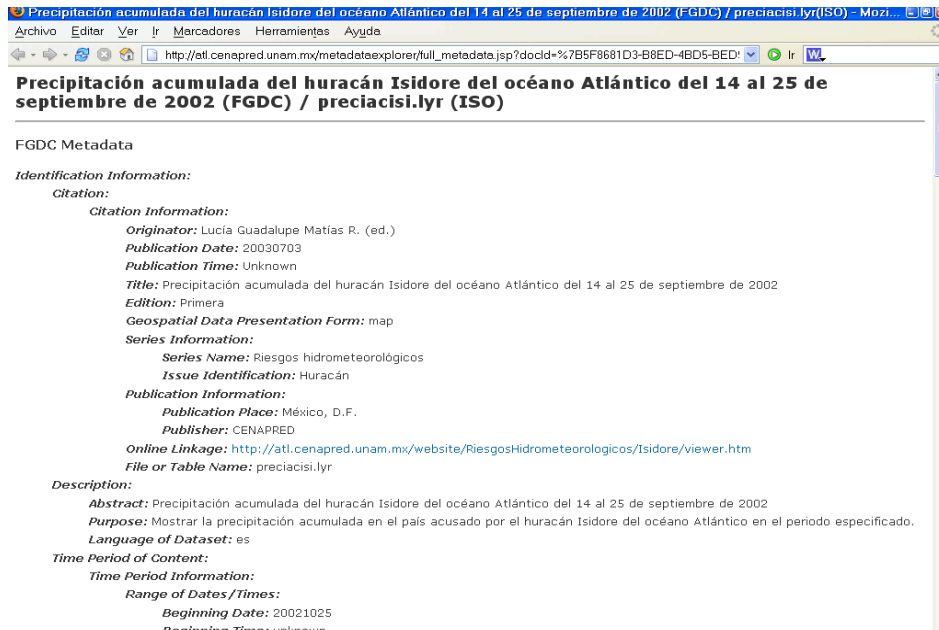 Precipitación acumulada del huracán Isidore del océano Atlántico del 14 al 25 de septiembre de 2002 (FGDC) / preciacisi.lyr(ISO) - Mozi...
Archivo Editar Ver Ir Marcadores Herramientas Ayuda
http://atl.cenapred.unam.mx/metadataexplorer/full_metadata.jsp?docId=%7B5F8681D3-B8ED-4BD5-BED! Ir W
Precipitación acumulada del huracán Isidore del océano Atlántico del 14 al 25 de
septiembre de 2002 (FGDC) / preciacisi.lyr (ISO)
FGDC Metadata
Identification Information:
Citation:
Citation Information:
Originator: Lucía Guadalupe Matías R. (ed.)
Publication Date: 20030703
Publication Time: Unknown
Title: Precipitación acumulada del huracán Isidore del océano Atlántico del 14 al 25 de septiembre de 2002
Edition: Primera
Geospatial Data Presentation Form: map
Series Information:
Series Name: Riesgos hidrometeorológicos
Issue Identification: Huracán
Publication Information:
Publication Place: México, D.F.
Publisher: CENAPRED
Online Linkage: http://atl.cenapred.unam.mx/website/RiesgosHidrometeorologicos/Isidore/viewer.htm
File or Table Name: preciacisi.lyr
Description:
Abstract: Precipitación acumulada del huracán Isidore del océano Atlántico del 14 al 25 de septiembre de 2002
Purpose: Mostrar la precipitación acumulada en el país acusado por el huracán Isidore del océano Atlántico en el periodo especificado.
Language of Dataset: es
Time Period of Content:
Time Period Information:
Range of Dates/Times:
Beginning Date: 20021025
Beginning Time: unknown